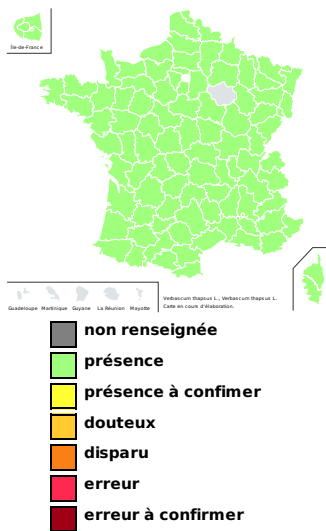 Île-de-France
Guadeloupe Martinique Guyane La Réunion Mayotte
Verbascum thapsus L., Verbascum thapsus L.
Carte en cours d'élaboration.
non renseignée
présence
présence à confimer
douteux
disparu
erreur
erreur à confirmer